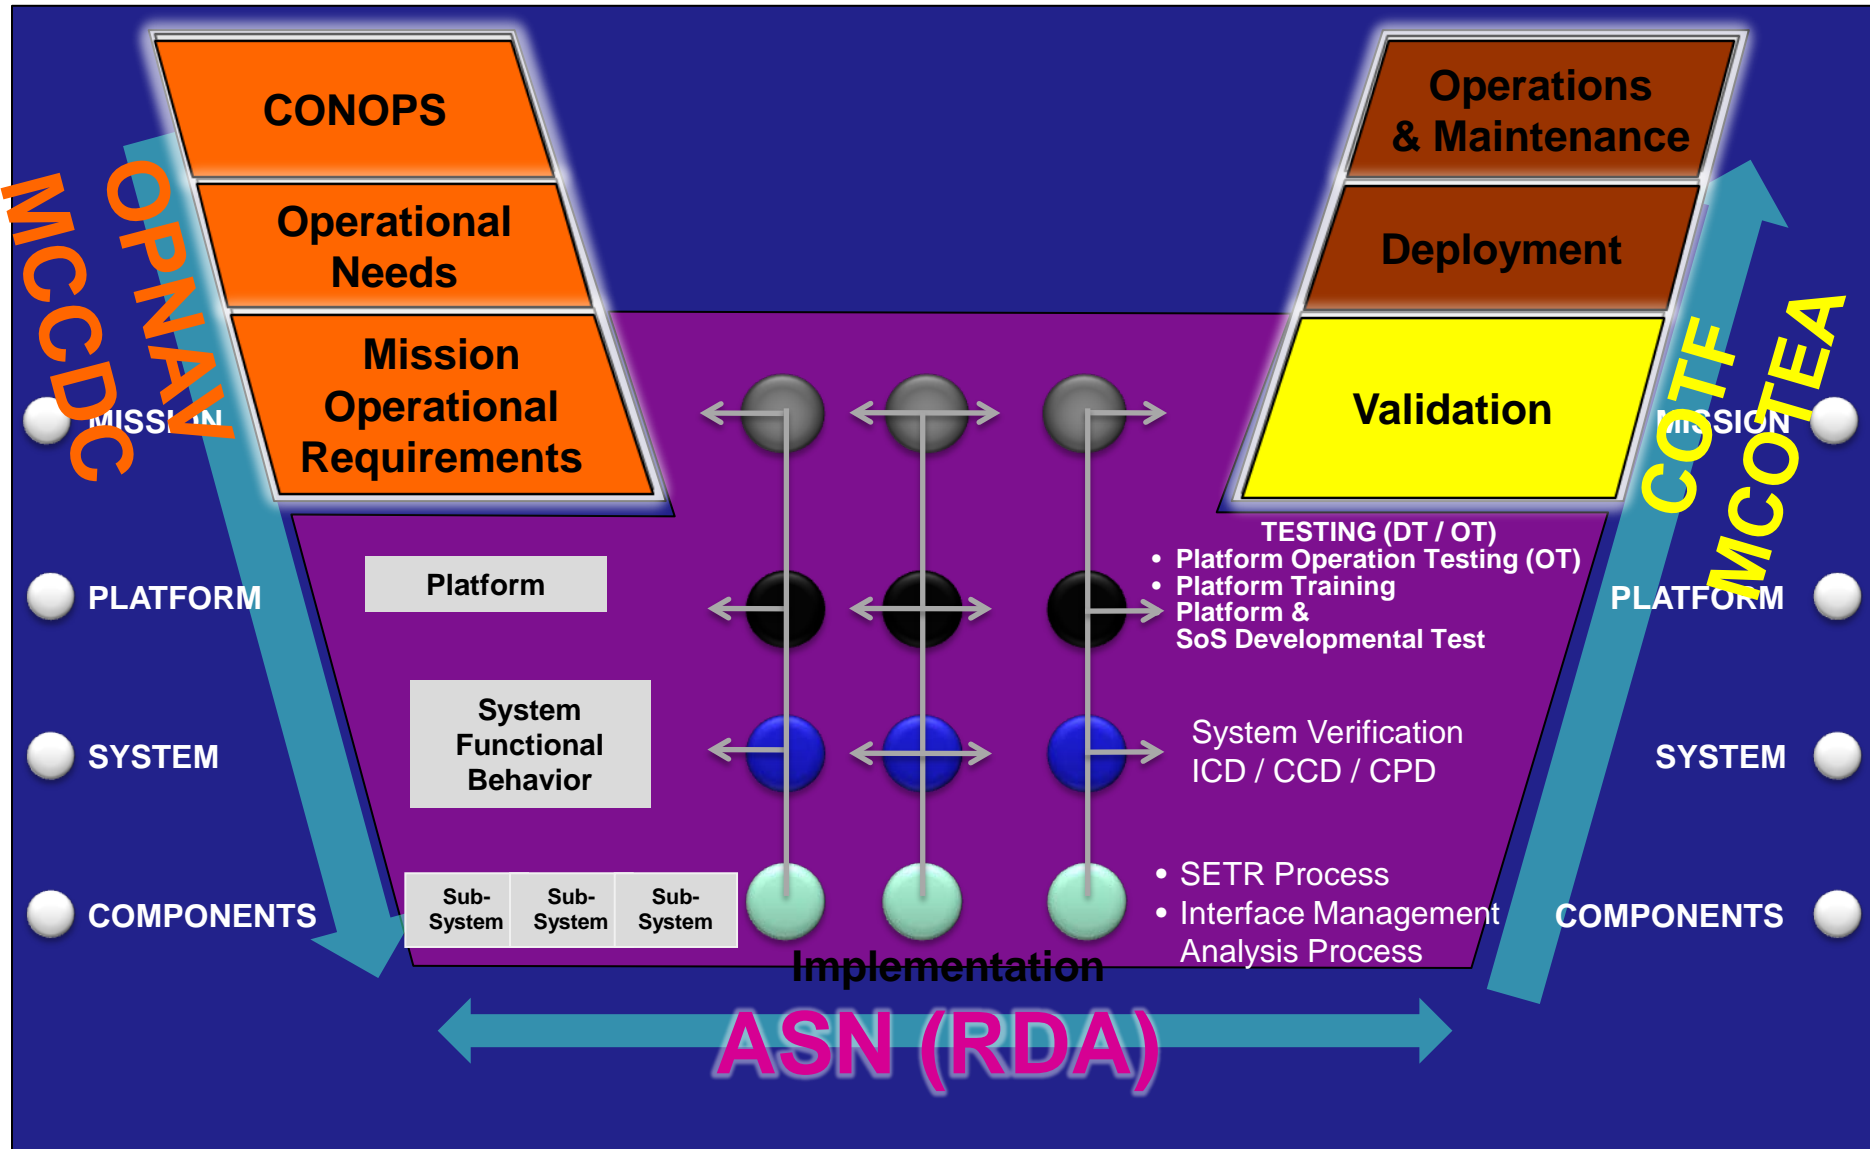 CONOPS
Operational
Needs
Mission
Operational
Requirements
OPNAV
MCCDC
MISSION
PLATFORM
SYSTEM
COMPONENTS
Platform
System
Functional
Behavior
Sub-
System
Sub-
System
Sub-
System
Implementation
ASN (RDA)
Operations
& Maintenance
Deployment
Validation
TESTING (DT / OT)
• Platform Operation Testing (OT)
• Platform Training
Platform &
SoS Developmental Test
System Verification
ICD / CCD / CPD
• SETR Process
• Interface Management
Analysis Process
COTF
MCOTEA
MISSION
PLATFORM
SYSTEM
COMPONENTS